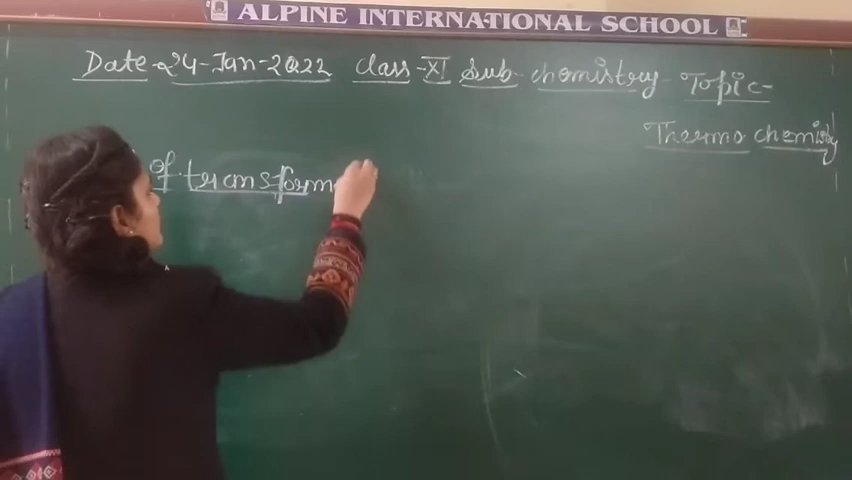 ALPINE INTERNATIONAL SCHOOL
Date - 24-Jan-2022 Class - XI Sub - chemistry Topic -
Thermo chemistry
of transform